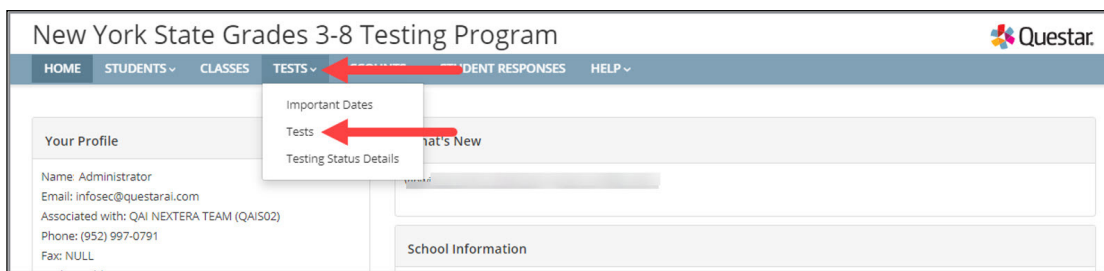 New York State Grades 3-8 Testing Program
Questar.
HOME STUDENTS CLASSES TESTS STUDENT RESPONSES HELP
Important Dates
Tests
Testing Status Details
Your Profile
Name: Administrator
Email: infosec@questarai.com
Associated with: QAI NEXTERA TEAM (QAIS02)
Phone: (952) 997-0791
Fax: NULL
What's New
School Information